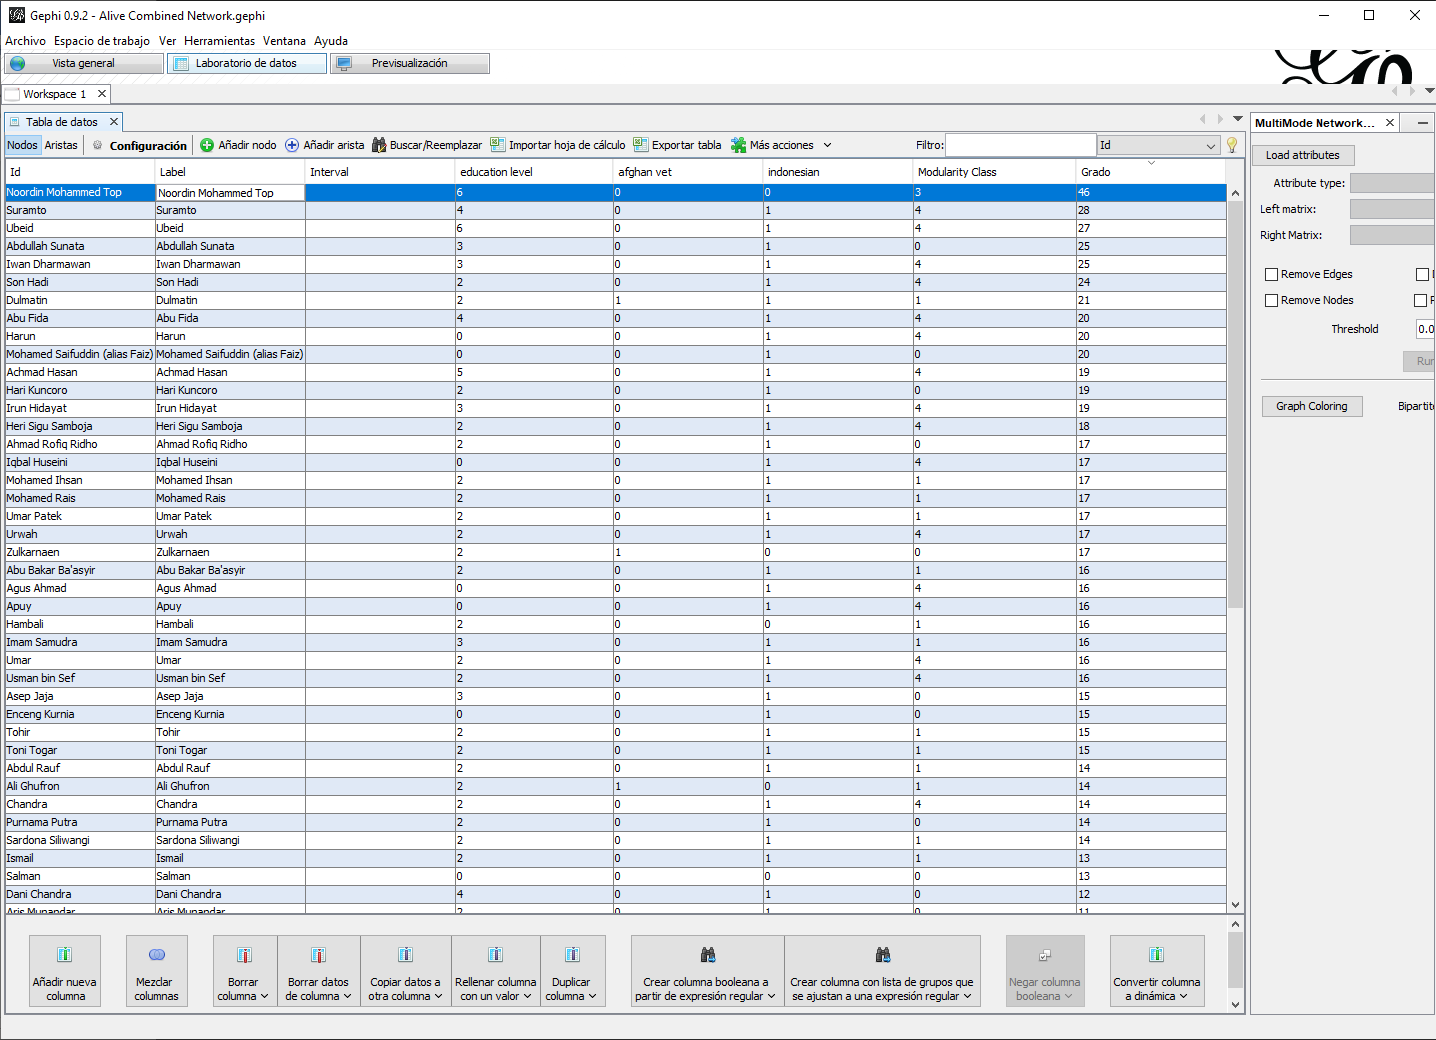 Gephi 0.9.2 - Alive Combined Network.gephi
Archivo Espacio de trabajo Ver Herramientas Ventana Ayuda
Vista general Laboratorio de datos Previsualización
Workspace 1
Tabla de datos
Nodos Aristas Configuración Añadir nodo Añadir arista Buscar/Reemplazar Importar hoja de cálculo Exportar tabla Más acciones Filtro: Id
Id Label Interval education level afghan vet indonesian Modularity Class Grado
Noordin Mohammed Top Noordin Mohammed Top 6 0 0 3 46
Suramto Suramto 4 0 1 4 28
Ubeid Ubeid 6 0 1 4 27
Abdullah Sunata Abdullah Sunata 3 0 1 0 25
Iwan Dharmawan Iwan Dharmawan 3 0 1 4 25
Son Hadi Son Hadi 2 0 1 4 24
Dulmatin Dulmatin 2 1 1 1 21
Abu Fida Abu Fida 4 0 1 4 20
Harun Harun 0 0 1 4 20
Mohamed Saifuddin (alias Faiz) Mohamed Saifuddin (alias Faiz) 0 0 1 0 20
Achmad Hasan Achmad Hasan 5 0 1 4 19
Hari Kuncoro Hari Kuncoro 2 0 1 0 19
Irun Hidayat Irun Hidayat 3 0 1 4 19
Heri Sigu Samboja Heri Sigu Samboja 2 0 1 4 18
Ahmad Rofiq Ridho Ahmad Rofiq Ridho 2 0 1 0 17
Iqbal Huseini Iqbal Huseini 0 0 1 4 17
Mohamed Ihsan Mohamed Ihsan 2 0 1 1 17
Mohamed Rais Mohamed Rais 2 0 1 1 17
Umar Patek Umar Patek 2 0 1 1 17
Urwah Urwah 2 0 1 4 17
Zulkarnaen Zulkarnaen 2 1 0 0 17
Abu Bakar Ba'asyir Abu Bakar Ba'asyir 2 0 1 1 16
Agus Ahmad Agus Ahmad 0 0 1 4 16
Apuy Apuy 0 0 1 4 16
Hambali Hambali 2 0 0 1 16
Imam Samudra Imam Samudra 3 0 1 1 16
Umar Umar 2 0 1 4 16
Usman bin Sef Usman bin Sef 2 0 1 4 16
Asep Jaja Asep Jaja 3 0 1 0 15
Enceng Kurnia Enceng Kurnia 0 0 1 0 15
Tohir Tohir 2 0 1 1 15
Toni Togar Toni Togar 2 0 1 1 15
Abdul Rauf Abdul Rauf 2 0 1 1 14
Ali Ghufron Ali Ghufron 2 1 0 1 14
Chandra Chandra 2 0 1 4 14
Purnama Putra Purnama Putra 2 0 1 0 14
Sardona Siliwangi Sardona Siliwangi 2 0 1 1 14
Ismail Ismail 2 0 1 1 13
Salman Salman 0 0 0 0 13
Dani Chandra Dani Chandra 4 0 1 0 12
Aris Munandar Aris Munandar 2 0 1 0 11
MultiMode Network...
Load attributes
Attribute type:
Left matrix:
Right Matrix:
Remove Edges
Remove Nodes
Threshold 0.0
Run
Graph Coloring
Añadir nueva columna
Mezclar columnas
Borrar columna
Borrar datos de columna
Copiar datos a otra columna
Rellenar columna con un valor
Duplicar columna
Crear columna booleana a partir de expresión regular
Crear columna con lista de grupos que se ajustan a una expresión regular
Negar columna booleana
Convertir columna a dinámica